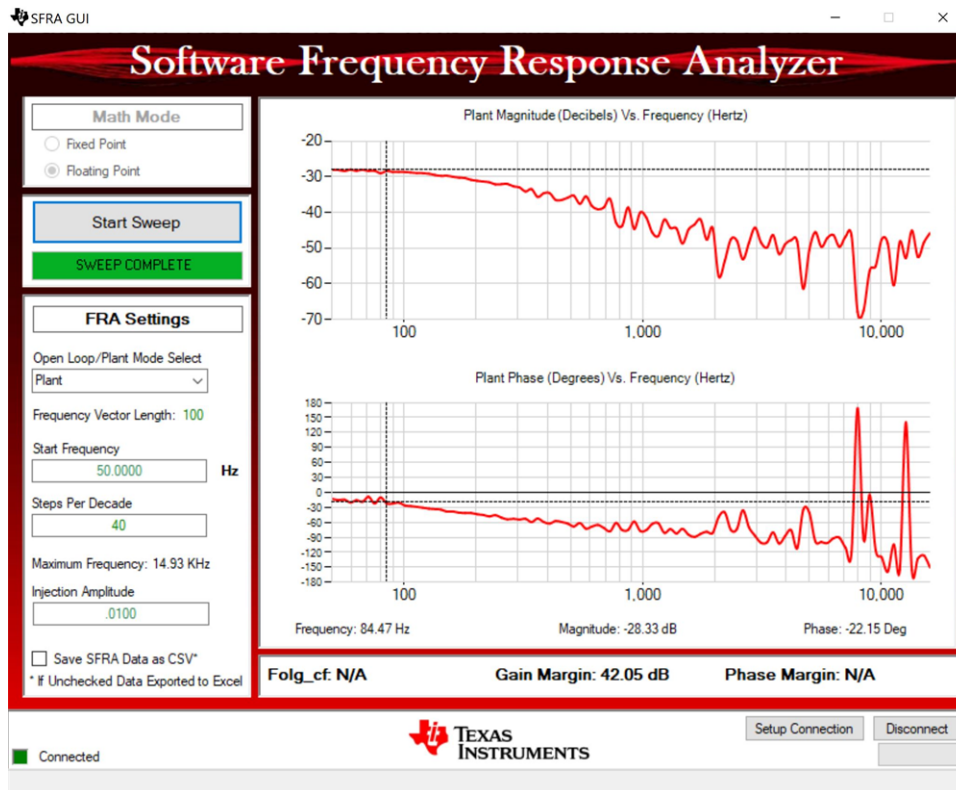 SFRA GUI
Software Frequency Response Analyzer
Math Mode
Fixed Point
Floating Point
Start Sweep
SWEEP COMPLETE
FRA Settings
Open Loop/Plant Mode Select
Plant
Frequency Vector Length: 100
Start Frequency
50.0000 Hz
Steps Per Decade
40
Maximum Frequency: 14.93 KHz
Injection Amplitude
.0100
Save SFRA Data as CSV*
* If Unchecked Data Exported to Excel
Plant Magnitude (Decibels) Vs. Frequency (Hertz)
-20
-30
-40
-50
-60
-70
100 1,000 10,000
Plant Phase (Degrees) Vs. Frequency (Hertz)
180
150
120
90
60
30
0
-30
-60
-90
-120
-150
-180
100 1,000 10,000
Frequency: 84.47 Hz Magnitude: -28.33 dB Phase: -22.15 Deg
Folg_cf: N/A Gain Margin: 42.05 dB Phase Margin: N/A
Connected
TEXAS
INSTRUMENTS
Setup Connection Disconnect